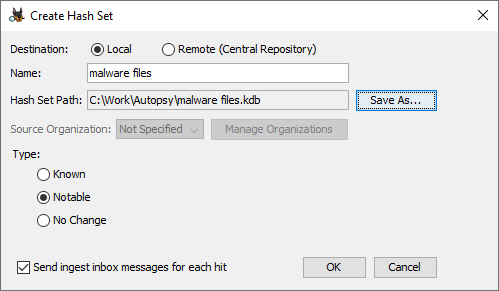 Create Hash Set
Destination: Local Remote (Central Repository)
Name: malware files
Hash Set Path: C:\Work\Autopsy\malware files.kdb Save As...
Source Organization: Not Specified Manage Organizations
Type:
Known
Notable
No Change
Send ingest inbox messages for each hit OK Cancel